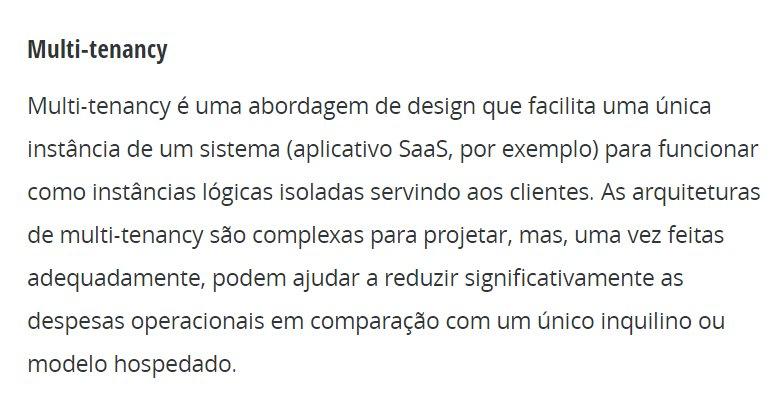 Multi-tenancy
Multi-tenancy é uma abordagem de design que facilita uma única
instância de um sistema (aplicativo SaaS, por exemplo) para funcionar
como instâncias lógicas isoladas servindo aos clientes. As arquiteturas
de multi-tenancy são complexas para projetar, mas, uma vez feitas
adequadamente, podem ajudar a reduzir significativamente as
despesas operacionais em comparação com um único inquilino ou
modelo hospedado.